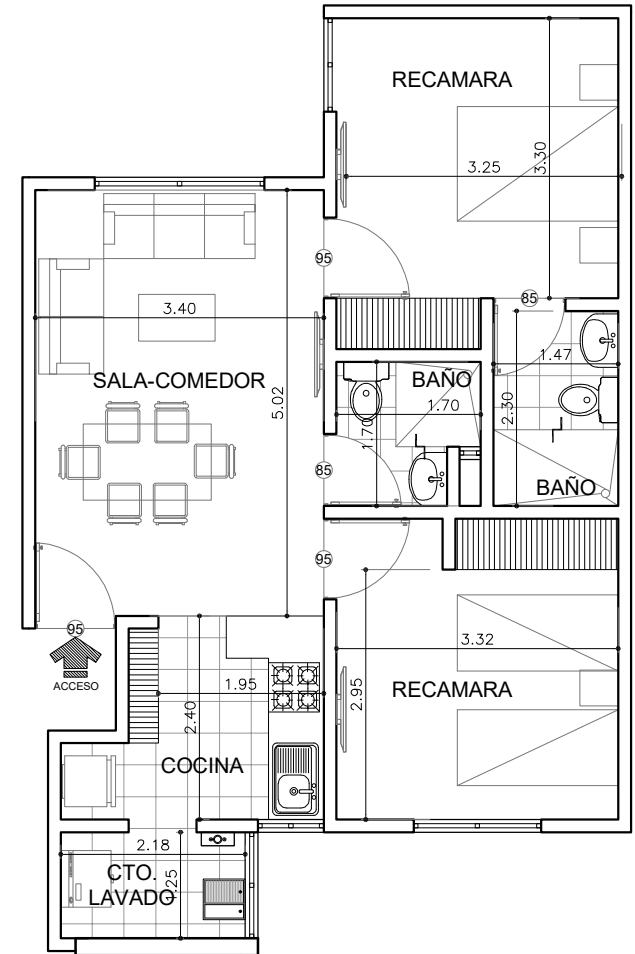 RECAMARA
3.25
3.30
95
85
3.40
SALA-COMEDOR
5.02
BAÑO
1.70
1.70
1.47
2.30
BAÑO
85
95
95
ACCESO
1.95
2.40
COCINA
3.32
2.95
RECAMARA
2.18
CTO.
LAVADO
1.25